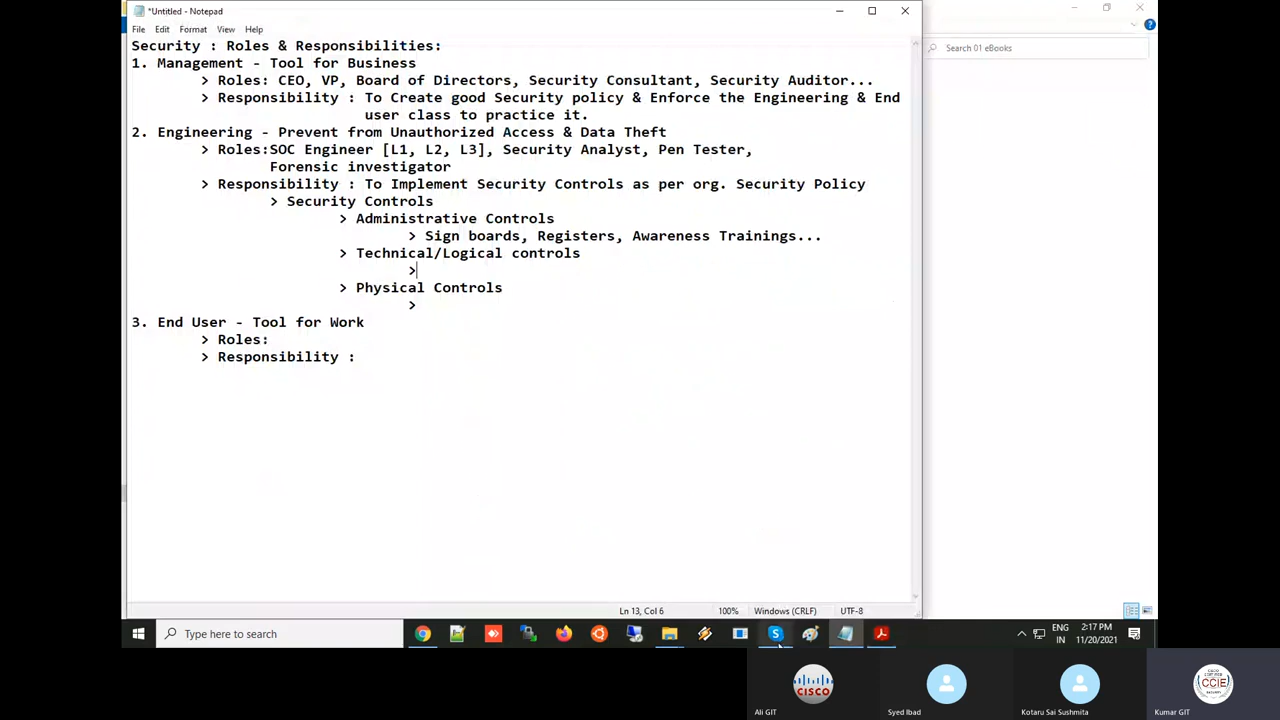 *Untitled - Notepad
File Edit Format View Help
Search 01 eBooks
Security : Roles & Responsibilities:
1. Management - Tool for Business
> Roles: CEO, VP, Board of Directors, Security Consultant, Security Auditor...
> Responsibility : To Create good Security policy & Enforce the Engineering & End
user class to practice it.
2. Engineering - Prevent from Unauthorized Access & Data Theft
> Roles:SOC Engineer [L1, L2, L3], Security Analyst, Pen Tester,
Forensic investigator
> Responsibility : To Implement Security Controls as per org. Security Policy
> Security Controls
> Administrative Controls
> Sign boards, Registers, Awareness Trainings...
> Technical/Logical controls
>
> Physical Controls
>
3. End User - Tool for Work
> Roles:
> Responsibility :
Ln 13, Col 6 100% Windows (CRLF) UTF-8
Type here to search
ENG 2:17 PM
IN 11/20/2021
CISCO
CCIE
Ali GIT Syed Ibad Kotaru Sai Sushmita Kumar GIT